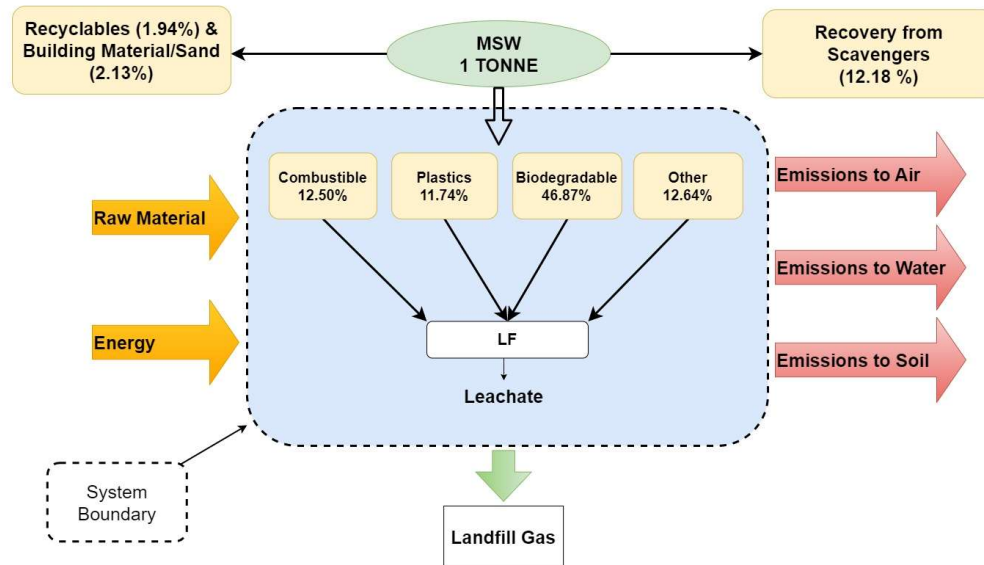 Recyclables (1.94%) &
Building Material/Sand
(2.13%)
MSW
1 TONNE
Recovery from
Scavengers
(12.18 %)
Combustible
12.50%
Plastics
11.74%
Biodegradable
46.87%
Other
12.64%
Raw Material
Energy
Emissions to Air
Emissions to Water
Emissions to Soil
LF
Leachate
System
Boundary
Landfill Gas